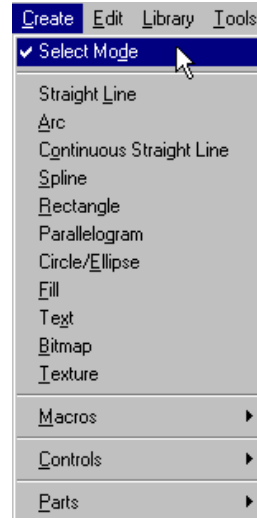 Create Edit Library Tools
Select Mode
Straight Line
Arc
Continuous Straight Line
Spline
Rectangle
Parallelogram
Circle/Ellipse
Fill
Text
Bitmap
Texture
Macros
Controls
Parts